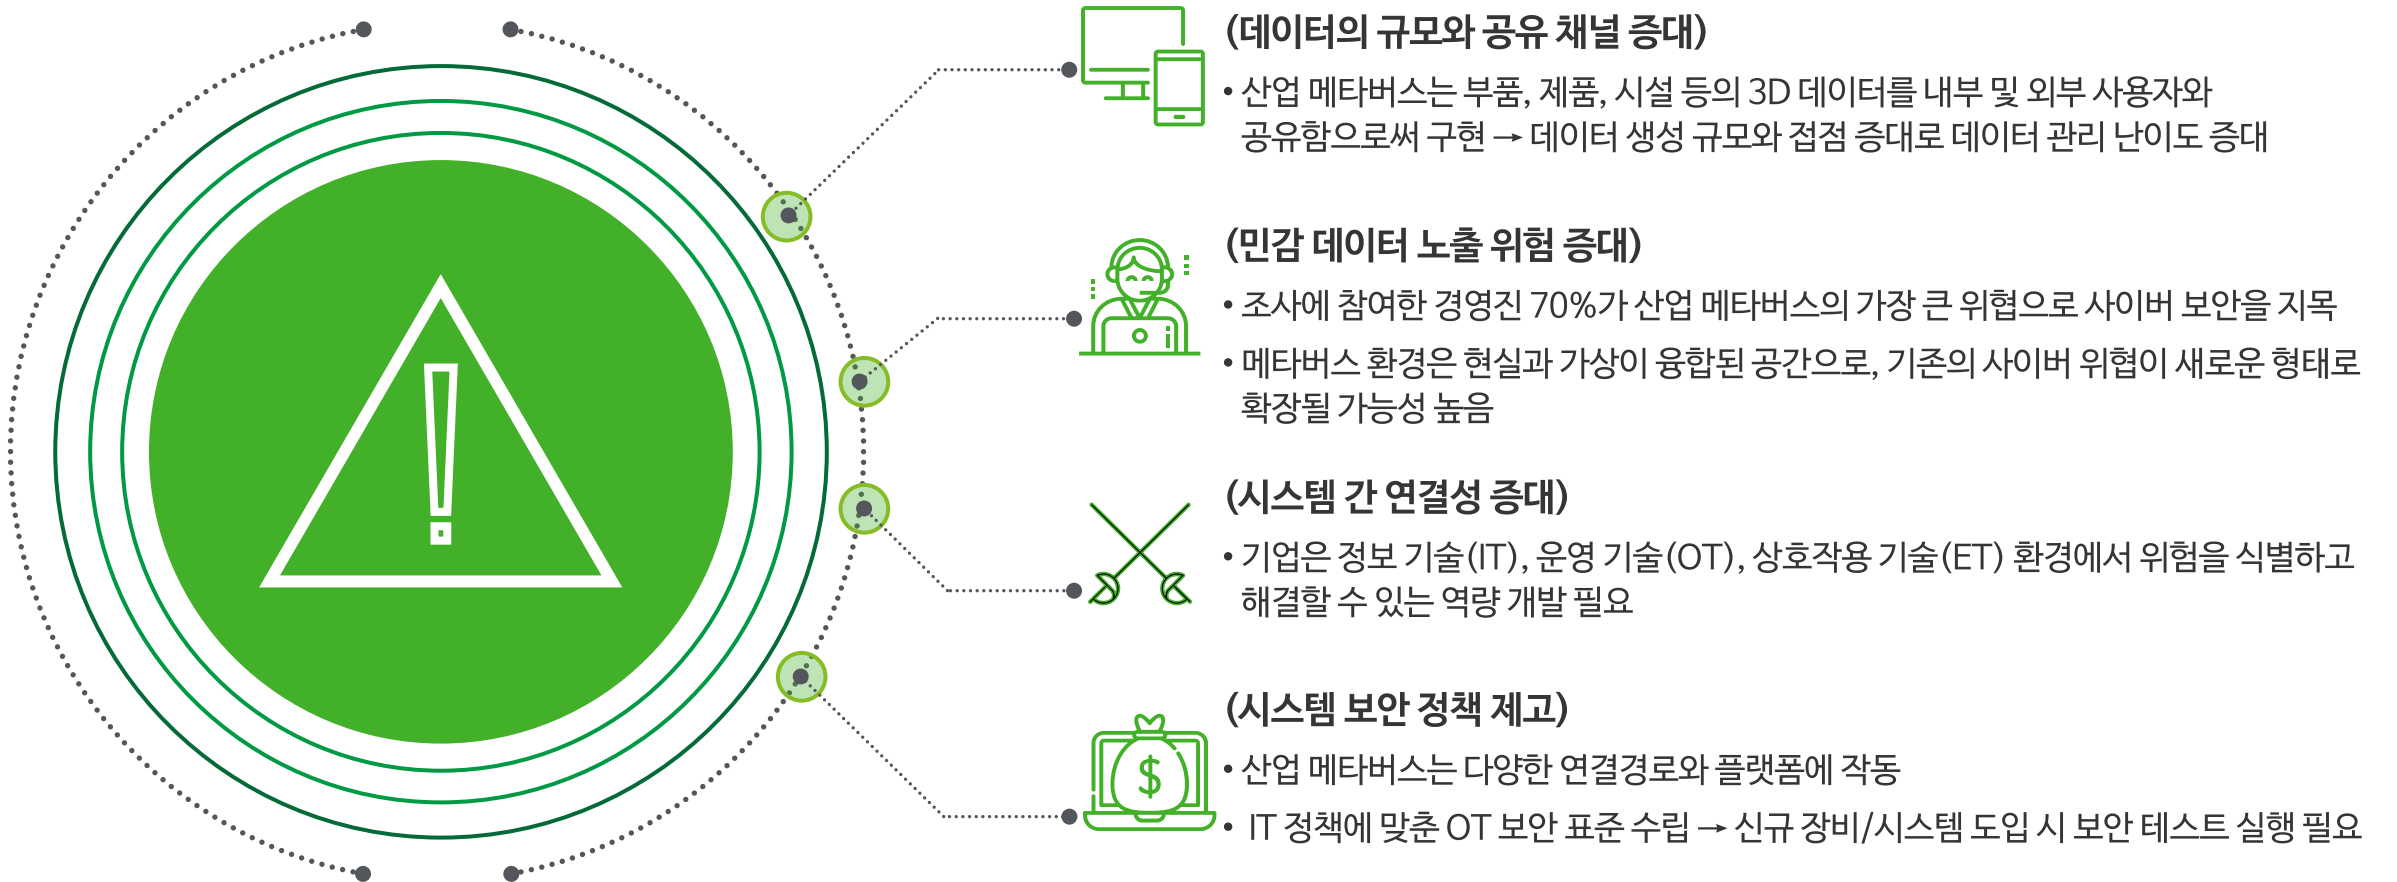 (데이터의 규모와 공유 채널 증대)
• 산업 메타버스는 부품, 제품, 시설 등의 3D 데이터를 내부 및 외부 사용자와
공유함으로써 구현 → 데이터 생성 규모와 접점 증대로 데이터 관리 난이도 증대
(민감 데이터 노출 위험 증대)
• 조사에 참여한 경영진 70%가 산업 메타버스의 가장 큰 위협으로 사이버 보안을 지목
• 메타버스 환경은 현실과 가상이 융합된 공간으로, 기존의 사이버 위협이 새로운 형태로
확장될 가능성 높음
(시스템 간 연결성 증대)
• 기업은 정보 기술(IT), 운영 기술(OT), 상호작용 기술(ET) 환경에서 위험을 식별하고
해결할 수 있는 역량 개발 필요
(시스템 보안 정책 제고)
• 산업 메타버스는 다양한 연결경로와 플랫폼에 작동
• IT 정책에 맞춘 OT 보안 표준 수립 → 신규 장비/시스템 도입 시 보안 테스트 실행 필요